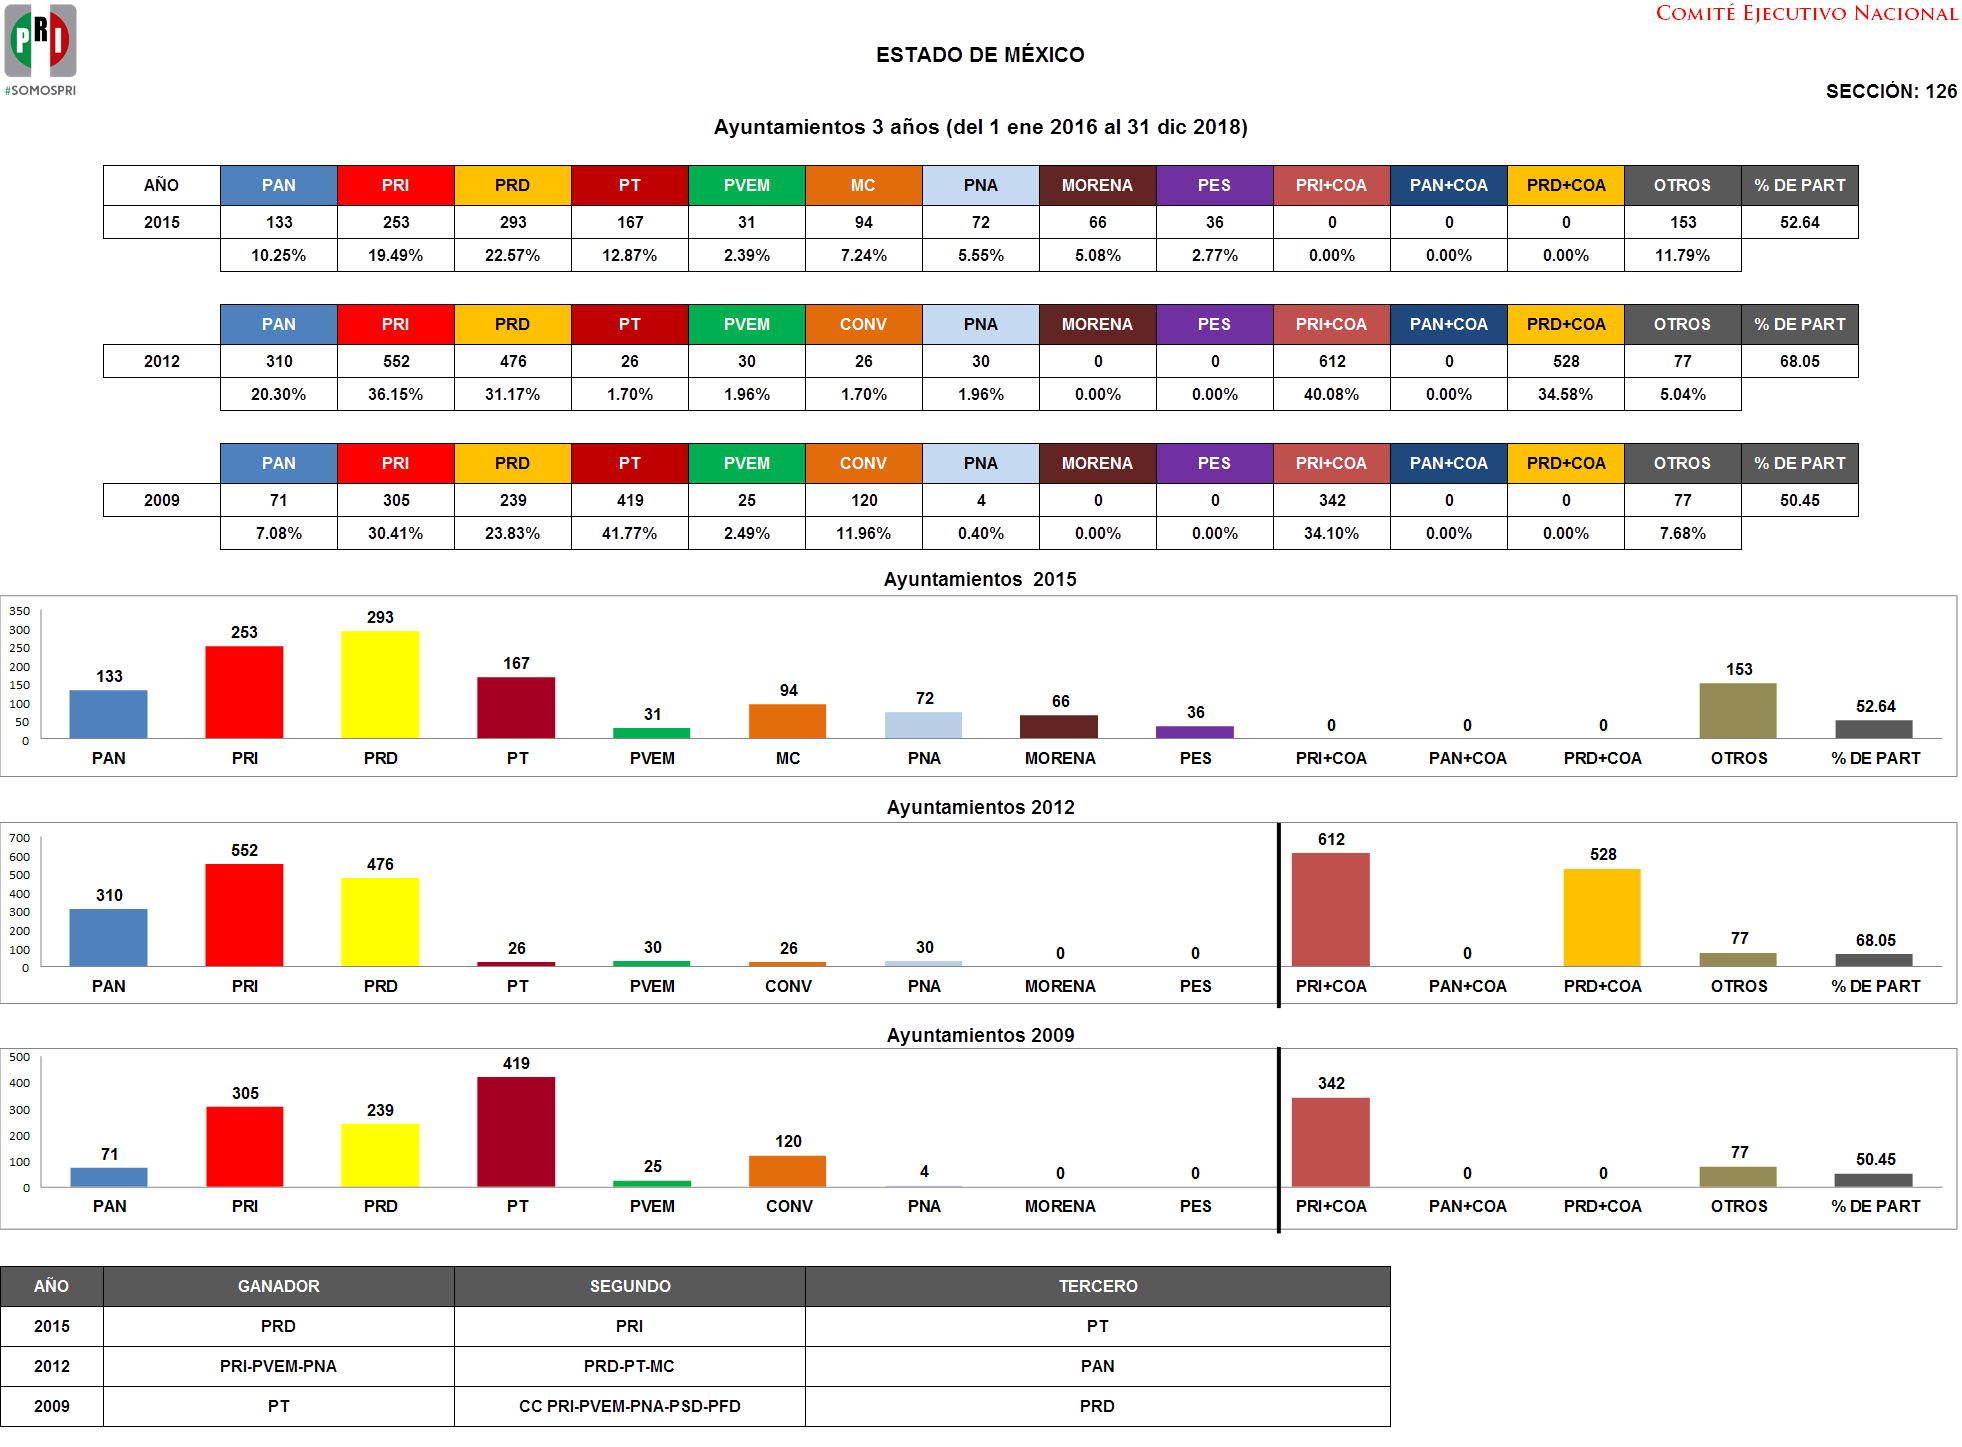 PRI
#SOMOSPRI
COMITÉ EJECUTIVO NACIONAL
ESTADO DE MÉXICO
SECCIÓN: 126
Ayuntamientos 3 años (del 1 ene 2016 al 31 dic 2018)
AÑO PAN PRI PRD PT PVEM MC PNA MORENA PES PRI+COA PAN+COA PRD+COA OTROS % DE PART
2015 133 253 293 167 31 94 72 66 36 0 0 0 153 52.64
10.25% 19.49% 22.57% 12.87% 2.39% 7.24% 5.55% 5.08% 2.77% 0.00% 0.00% 0.00% 11.79%
PAN PRI PRD PT PVEM CONV PNA MORENA PES PRI+COA PAN+COA PRD+COA OTROS % DE PART
2012 310 552 476 26 30 26 30 0 0 612 0 528 77 68.05
20.30% 36.15% 31.17% 1.70% 1.96% 1.70% 1.96% 0.00% 0.00% 40.08% 0.00% 34.58% 5.04%
PAN PRI PRD PT PVEM CONV PNA MORENA PES PRI+COA PAN+COA PRD+COA OTROS % DE PART
2009 71 305 239 419 25 120 4 0 0 342 0 0 77 50.45
7.08% 30.41% 23.83% 41.77% 2.49% 11.96% 0.40% 0.00% 0.00% 34.10% 0.00% 0.00% 7.68%
Ayuntamientos 2015
350
300
250
200
150
100
50
0
133 253 293 167 31 94 72 66 36 0 0 0 153 52.64
PAN PRI PRD PT PVEM MC PNA MORENA PES PRI+COA PAN+COA PRD+COA OTROS % DE PART
Ayuntamientos 2012
700
600
500
400
300
200
100
0
310 552 476 26 30 26 30 0 0 612 0 528 77 68.05
PAN PRI PRD PT PVEM CONV PNA MORENA PES PRI+COA PAN+COA PRD+COA OTROS % DE PART
Ayuntamientos 2009
500
400
300
200
100
0
71 305 239 419 25 120 4 0 0 342 0 0 77 50.45
PAN PRI PRD PT PVEM CONV PNA MORENA PES PRI+COA PAN+COA PRD+COA OTROS % DE PART
AÑO GANADOR SEGUNDO TERCERO
2015 PRD PRI PT
2012 PRI-PVEM-PNA PRD-PT-MC PAN
2009 PT CC PRI-PVEM-PNA-PSD-PFD PRD